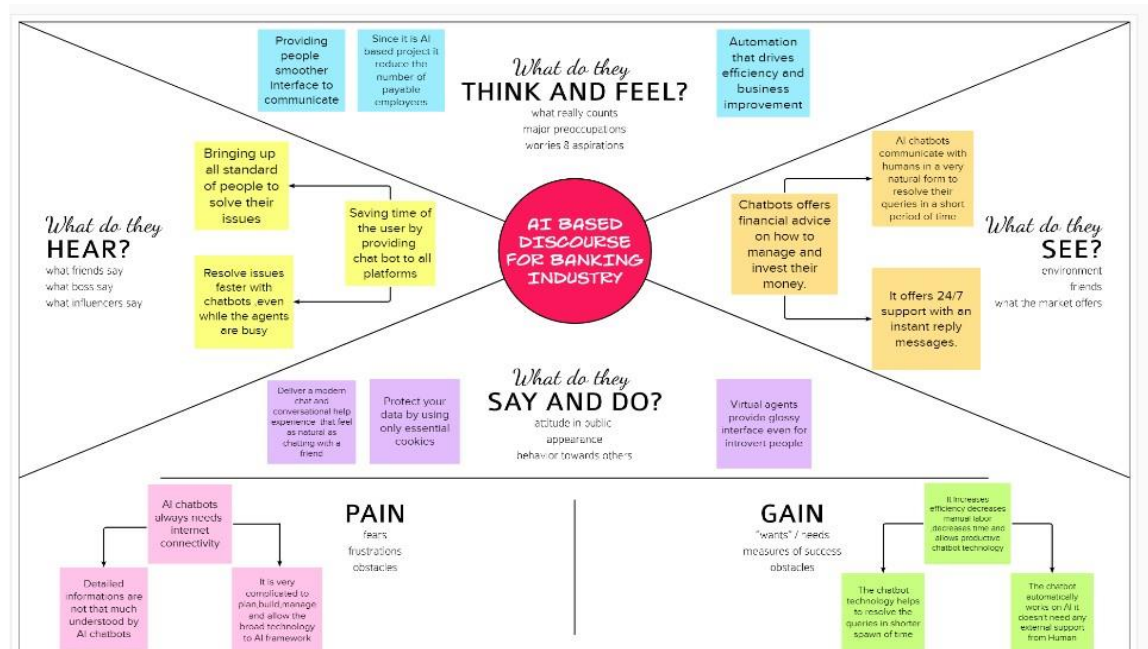 Providing
people
smoother
interface to
communicate
Since it is AI
based project it
reduce the
number of
payable
employees
What do they
THINK AND FEEL?
what really counts
major preoccupations
worries & aspirations
Automation
that drives
efficiency and
business
improvement
What do they
HEAR?
what friends say
what boss say
what influencers say
Bringing up
all standard
of people to
solve their
issues
Saving time of
the user by
providing
chat bot to all
platforms
Resolve issues
faster with
chatbots ,even
while the agents
are busy
AI BASED
DISCOURSE
FOR BANKING
INDUSTRY
Chatbots offers
financial advice
on how to
manage and
invest their
money.
AI chatbots
communicate with
humans in a very
natural form to
resolve their
queries in a short
period of time
It offers 24/7
support with an
instant reply
messages.
What do they
SEE?
environment
friends
what the market offers
What do they
SAY AND DO?
attitude in public
appearance
behavior towards others
Deliver a modern
chat and
conversational help
experience that feel
as natural as
chatting with a
friend
Protect your
data by using
only essential
cookies
Virtual agents
provide glossy
interface even for
introvert people
PAIN
fears
frustrations
obstacles
AI chatbots
always needs
internet
connectivity
Detailed
informations are
not that much
understood by
AI chatbots
It is very
complicated to
plan,build,manage
and allow the
broad technology
to AI framework
GAIN
"wants" / needs
measures of success
obstacles
It Increases
efficiency decreases
manual labor
,decreases time and
allows productive
chatbot technology
The chatbot
technology helps
to resolve the
queries in shorter
spawn of time
The chatbot
automatically
works on AI it
doesn't need any
external support
from Human